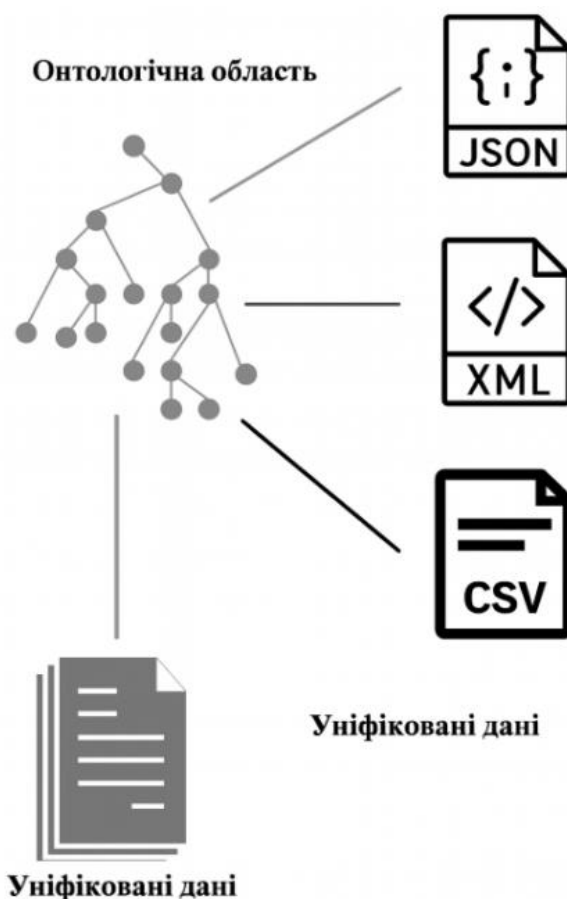 Онтологічна область
{;}
JSON
</>
XML
CSV
Уніфіковані дані
Уніфіковані дані